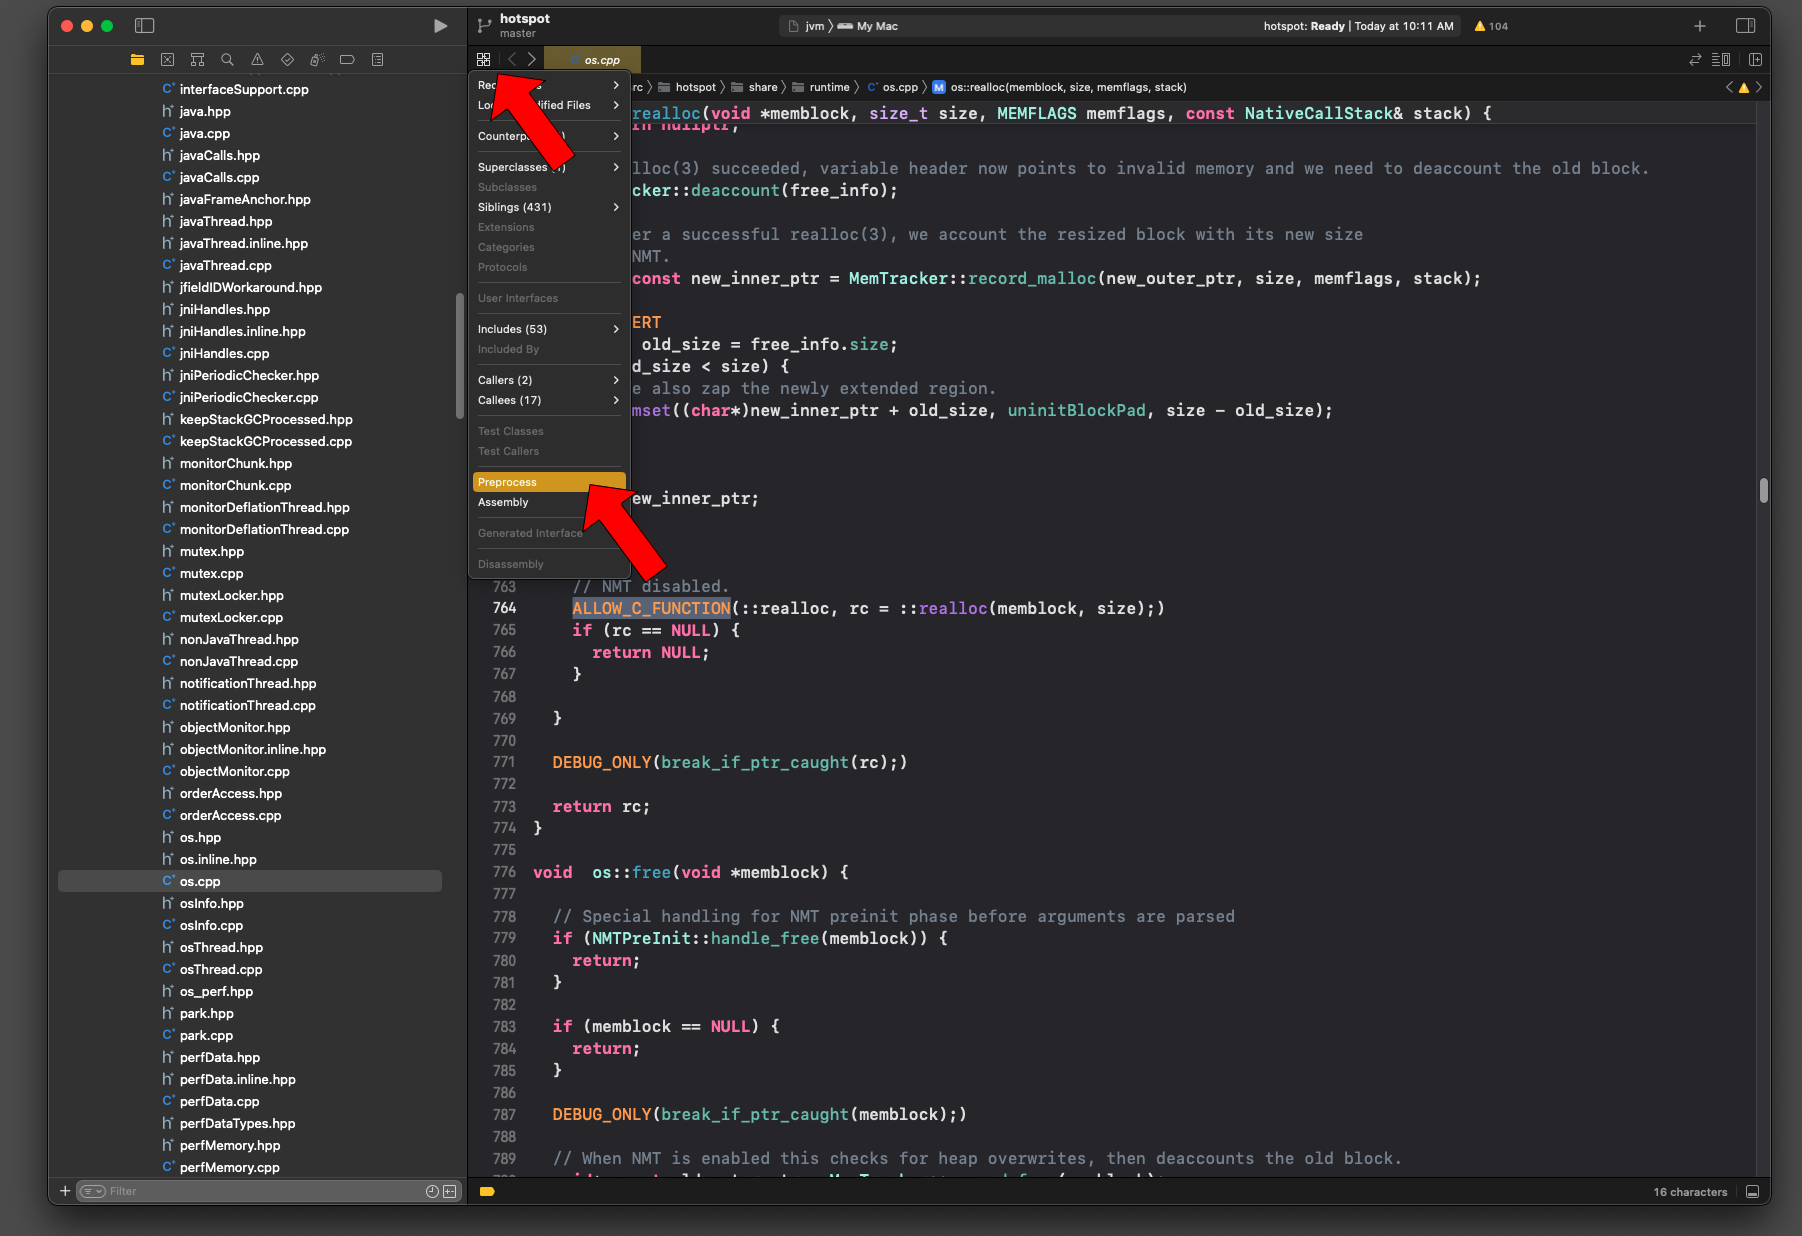 hotspot
master
jvm 〉 My Mac
hotspot: Ready | Today at 10:11 AM
104
os.cpp
hotspot 〉 share 〉 runtime 〉 os.cpp 〉 M os::realloc(memblock, size, memflags, stack)
interfaceSupport.cpp
java.hpp
java.cpp
javaCalls.hpp
javaCalls.cpp
javaFrameAnchor.hpp
javaThread.hpp
javaThread.inline.hpp
javaThread.cpp
jfieldIDWorkaround.hpp
jniHandles.hpp
jniHandles.inline.hpp
jniHandles.cpp
jniPeriodicChecker.hpp
jniPeriodicChecker.cpp
keepStackGCProcessed.hpp
keepStackGCProcessed.cpp
monitorChunk.hpp
monitorChunk.cpp
monitorDeflationThread.hpp
monitorDeflationThread.cpp
mutex.hpp
mutex.cpp
mutexLocker.hpp
mutexLocker.cpp
nonJavaThread.hpp
nonJavaThread.cpp
notificationThread.hpp
notificationThread.cpp
objectMonitor.hpp
objectMonitor.inline.hpp
objectMonitor.cpp
orderAccess.hpp
orderAccess.cpp
os.hpp
os.inline.hpp
os.cpp
osInfo.hpp
osInfo.cpp
osThread.hpp
osThread.cpp
os_perf.hpp
park.hpp
park.cpp
perfData.hpp
perfData.inline.hpp
perfData.cpp
perfDataTypes.hpp
perfMemory.hpp
perfMemory.cpp
Filter
Files
Superclasses
Subclasses
Siblings (431)
Extensions
Categories
Protocols
User Interfaces
Includes (53)
Included By
Callers (2)
Callees (17)
Test Classes
Test Callers
Preprocess
Assembly
Generated Interface
Disassembly
realloc(void *memblock, size_t size, MEMFLAGS memflags, const NativeCallStack& stack) {
nullptr;
lloc(3) succeeded, variable header now points to invalid memory and we need to deaccount the old block.
cker::deaccount(free_info);
er a successful realloc(3), we account the resized block with its new size
NMT.
const new_inner_ptr = MemTracker::record_malloc(new_outer_ptr, size, memflags, stack);
ERT
old_size = free_info.size;
d_size < size) {
e also zap the newly extended region.
mset((char*)new_inner_ptr + old_size, uninitBlockPad, size - old_size);
ew_inner_ptr;
763 // NMT disabled.
764 ALLOW_C_FUNCTION(::realloc, rc = ::realloc(memblock, size);)
765 if (rc == NULL) {
766 return NULL;
767 }
768
769 }
770
771 DEBUG_ONLY(break_if_ptr_caught(rc);)
772
773 return rc;
774 }
775
776 void  os::free(void *memblock) {
777
778 // Special handling for NMT preinit phase before arguments are parsed
779 if (NMTPreInit::handle_free(memblock)) {
780 return;
781 }
782
783 if (memblock == NULL) {
784 return;
785 }
786
787 DEBUG_ONLY(break_if_ptr_caught(memblock);)
788
789 // When NMT is enabled this checks for heap overwrites, then deaccounts the old block.
16 characters